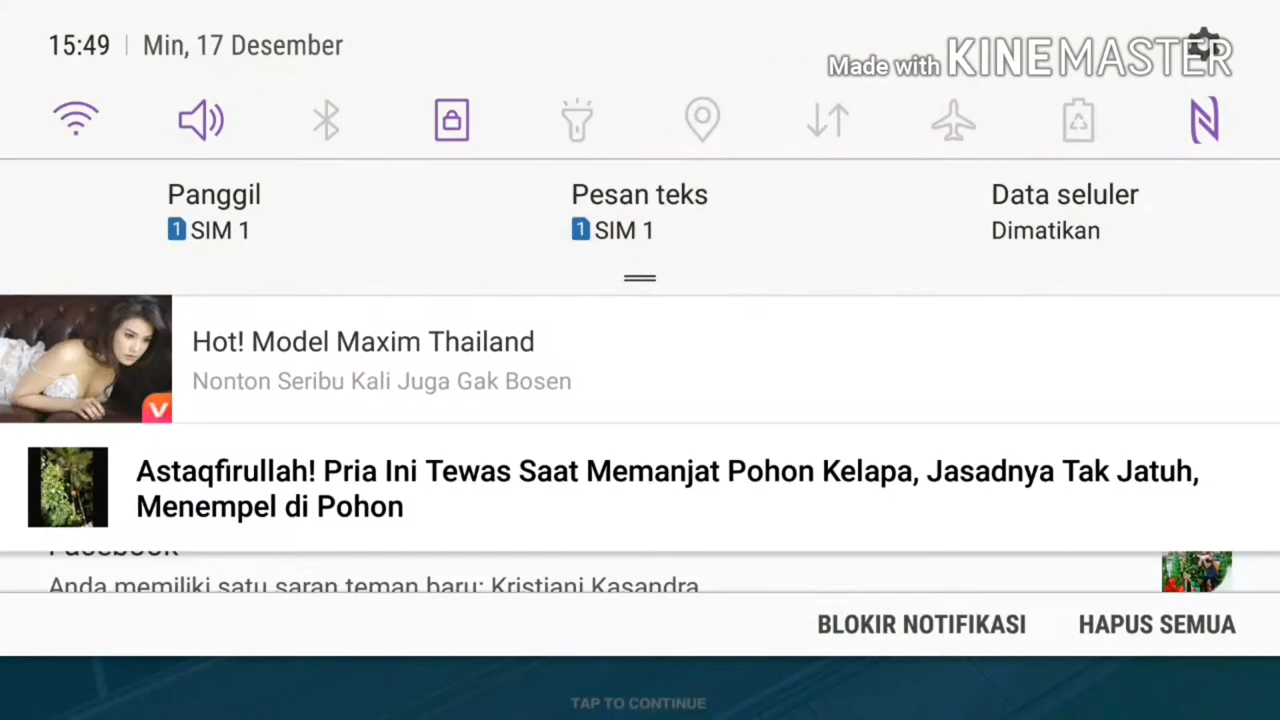 15:49 | Min, 17 Desember
Made with KINEMASTER
Panggil
1 SIM 1
Pesan teks
1 SIM 1
Data seluler
Dimatikan
Hot! Model Maxim Thailand
Nonton Seribu Kali Juga Gak Bosen
Astaqfirullah! Pria Ini Tewas Saat Memanjat Pohon Kelapa, Jasadnya Tak Jatuh,
Menempel di Pohon
Facebook
Anda memiliki satu saran teman baru: Kristiani Kasandra
BLOKIR NOTIFIKASI
HAPUS SEMUA
TAP TO CONTINUE